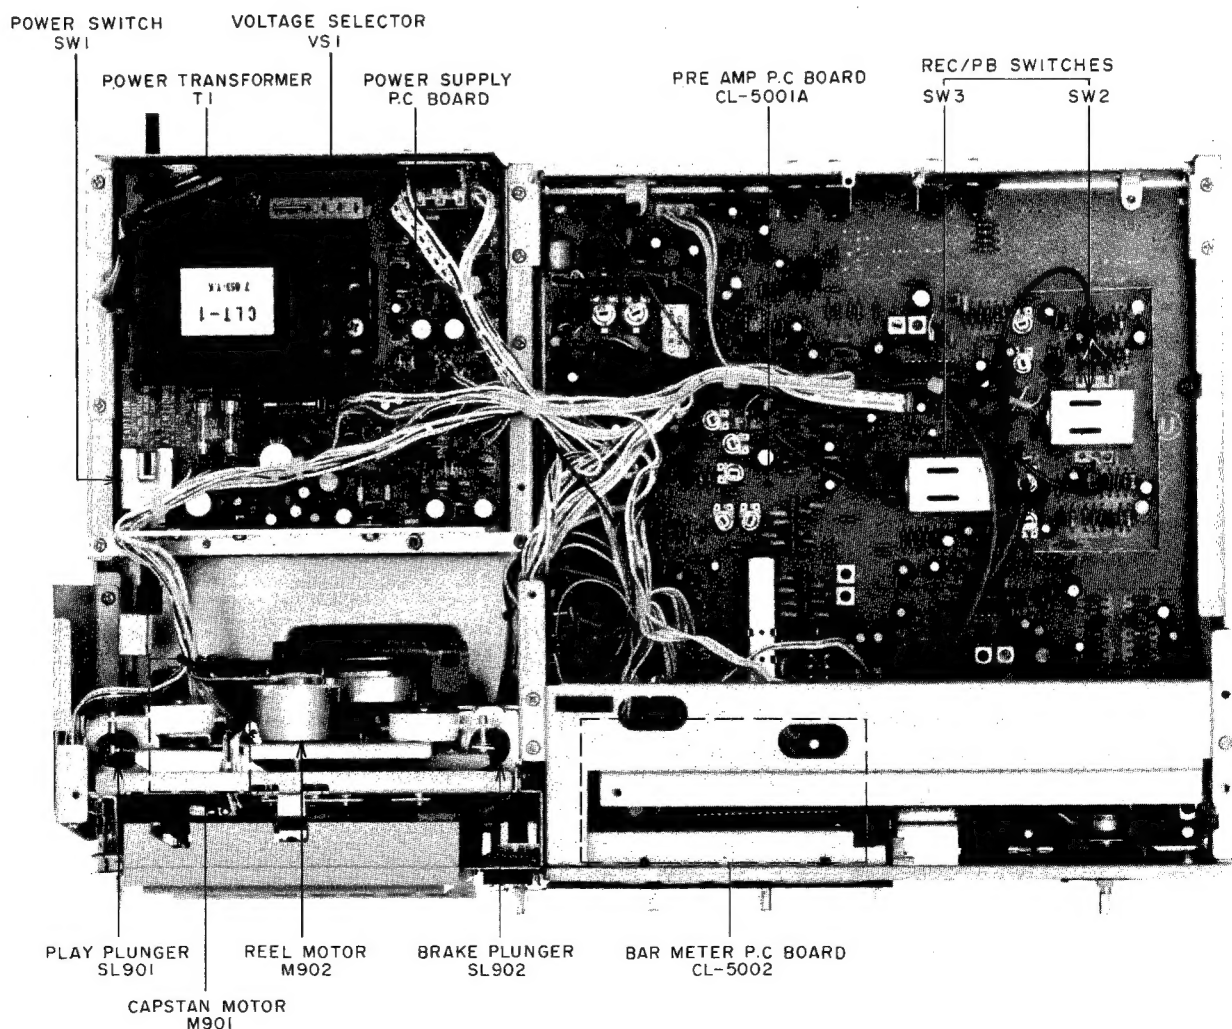 POWER SWITCH
SW1
VOLTAGE SELECTOR
VS1
POWER TRANSFORMER
T1
POWER SUPPLY
P.C BOARD
PRE AMP P.C BOARD
CL-5001A
REC/PB SWITCHES
SW3
SW2
CLT-1
PLAY PLUNGER
SL901
REEL MOTOR
M902
BRAKE PLUNGER
SL902
BAR METER P.C BOARD
CL-5002
CAPSTAN MOTOR
M901